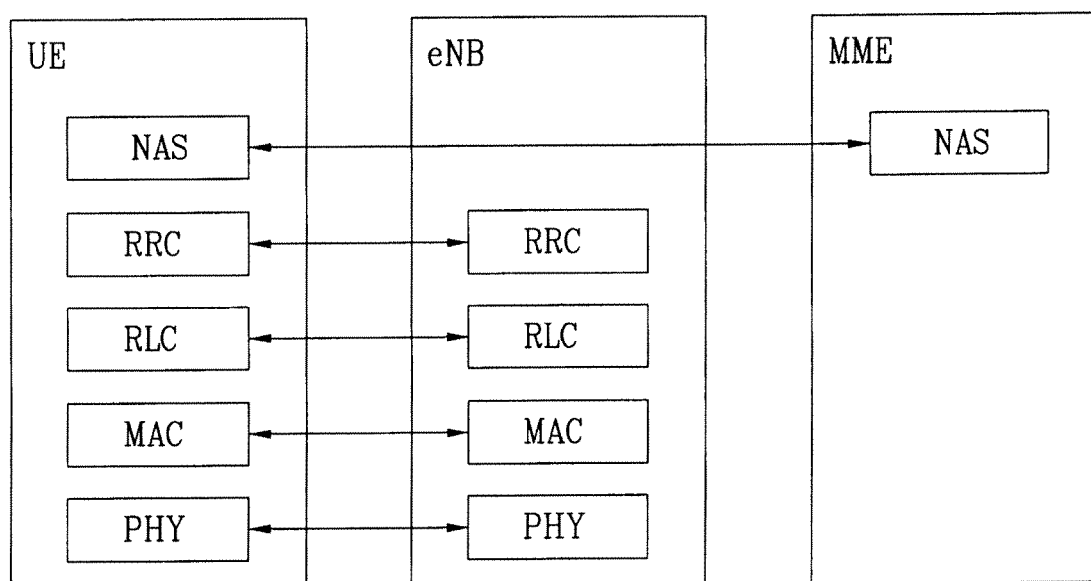 UE eNB MME
NAS NAS
RRC RRC
RLC RLC
MAC MAC
PHY PHY